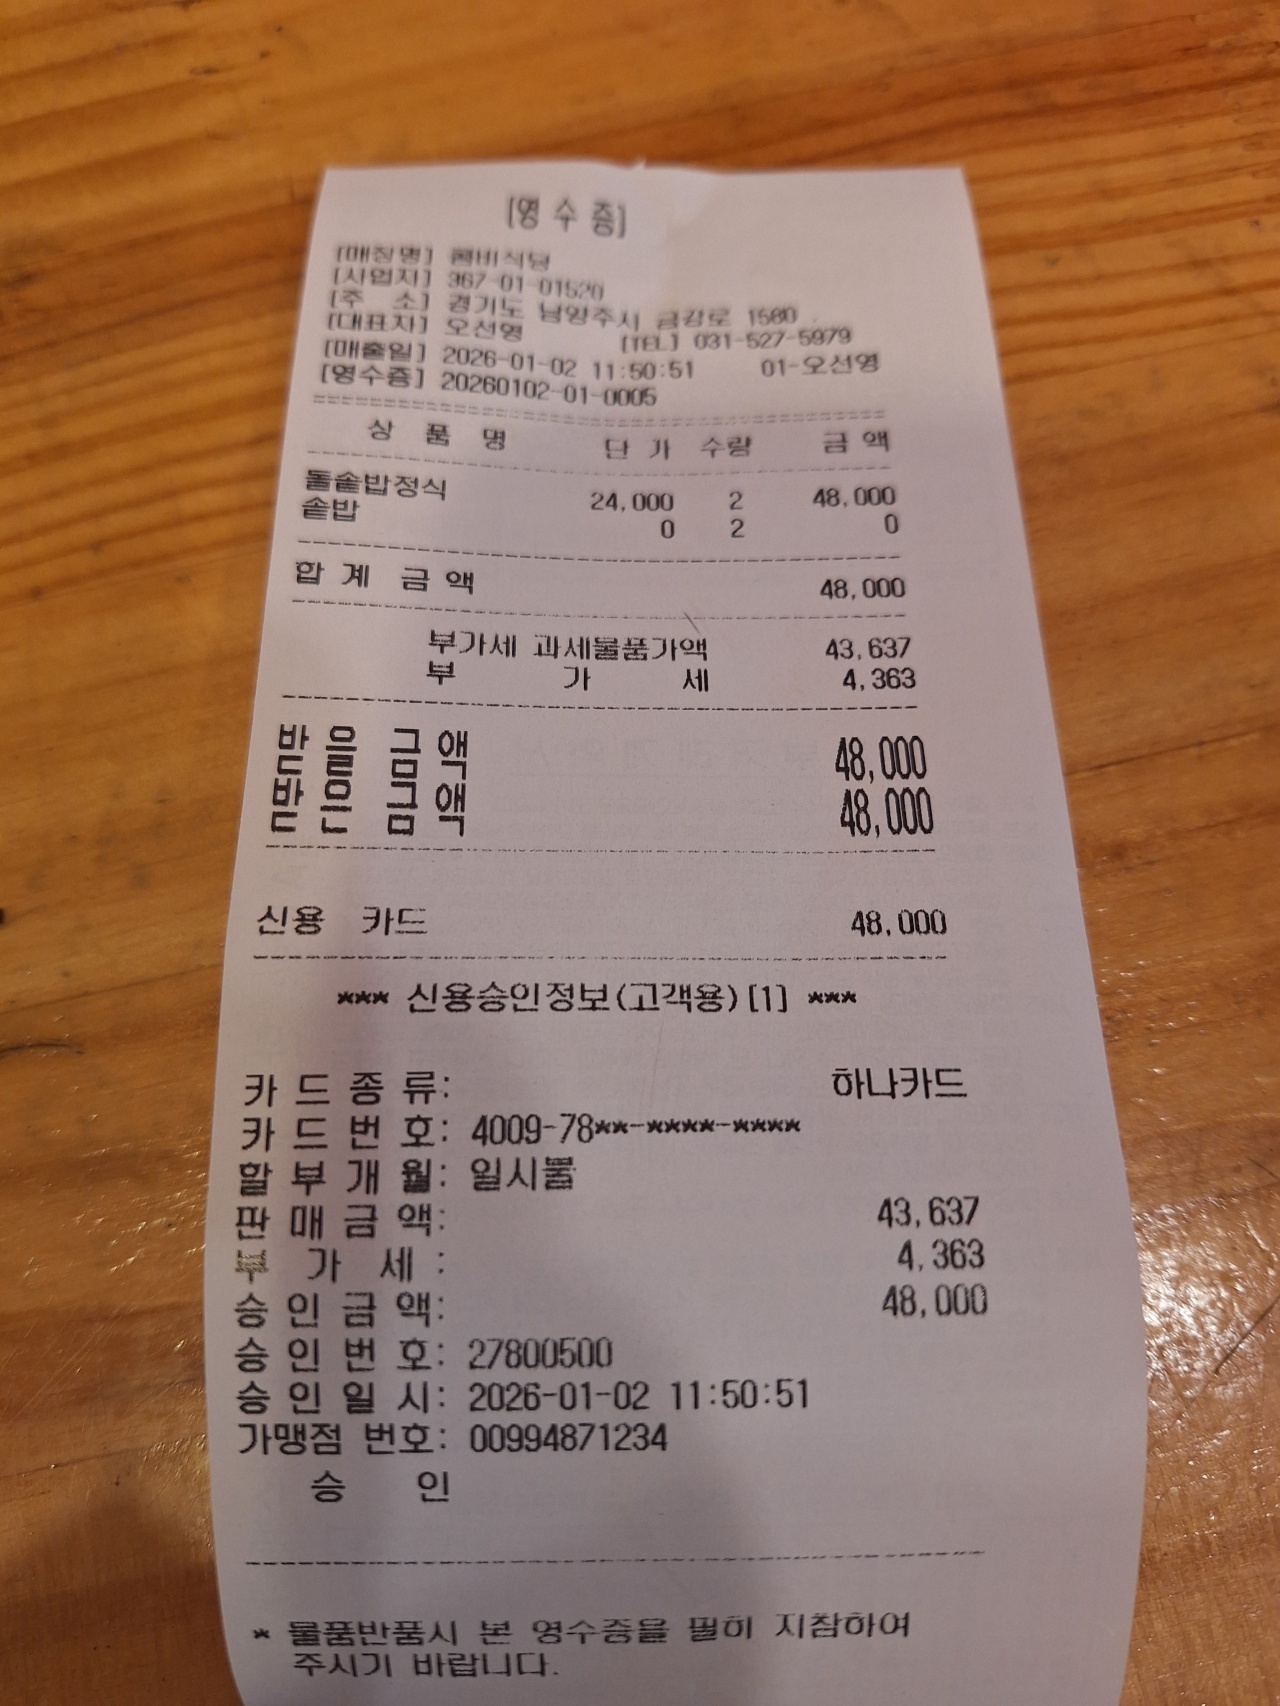 [영 수 증]
[매장명] 콩비식당
[사업자] 367-01-01520
[주 소] 경기도 남양주시 금강로 1580
[대표자] 오선영 [TEL] 031-527-5979
[매출일] 2026-01-02 11:50:51 01-오선영
[영수증] 20260102-01-0005
상 품 명 단 가 수량 금 액
돌솥밥정식 24,000 2 48,000
솥밥 0 2 0
합 계 금 액 48,000
부가세 과세물품가액 43,637
부 가 세 4,363
받 을 금 액 48,000
받 은 금 액 48,000
신용 카드 48,000
*** 신용승인정보(고객용)[1] ***
카 드 종 류: 하나카드
카 드 번 호: 4009-78**-****-****
할 부 개 월: 일시불
판 매 금 액: 43,637
부 가 세 : 4,363
승 인 금 액: 48,000
승 인 번 호: 27800500
승 인 일 시: 2026-01-02 11:50:51
가맹점 번호: 00994871234
승 인
* 물품반품시 본 영수증을 필히 지참하여
주시기 바랍니다.